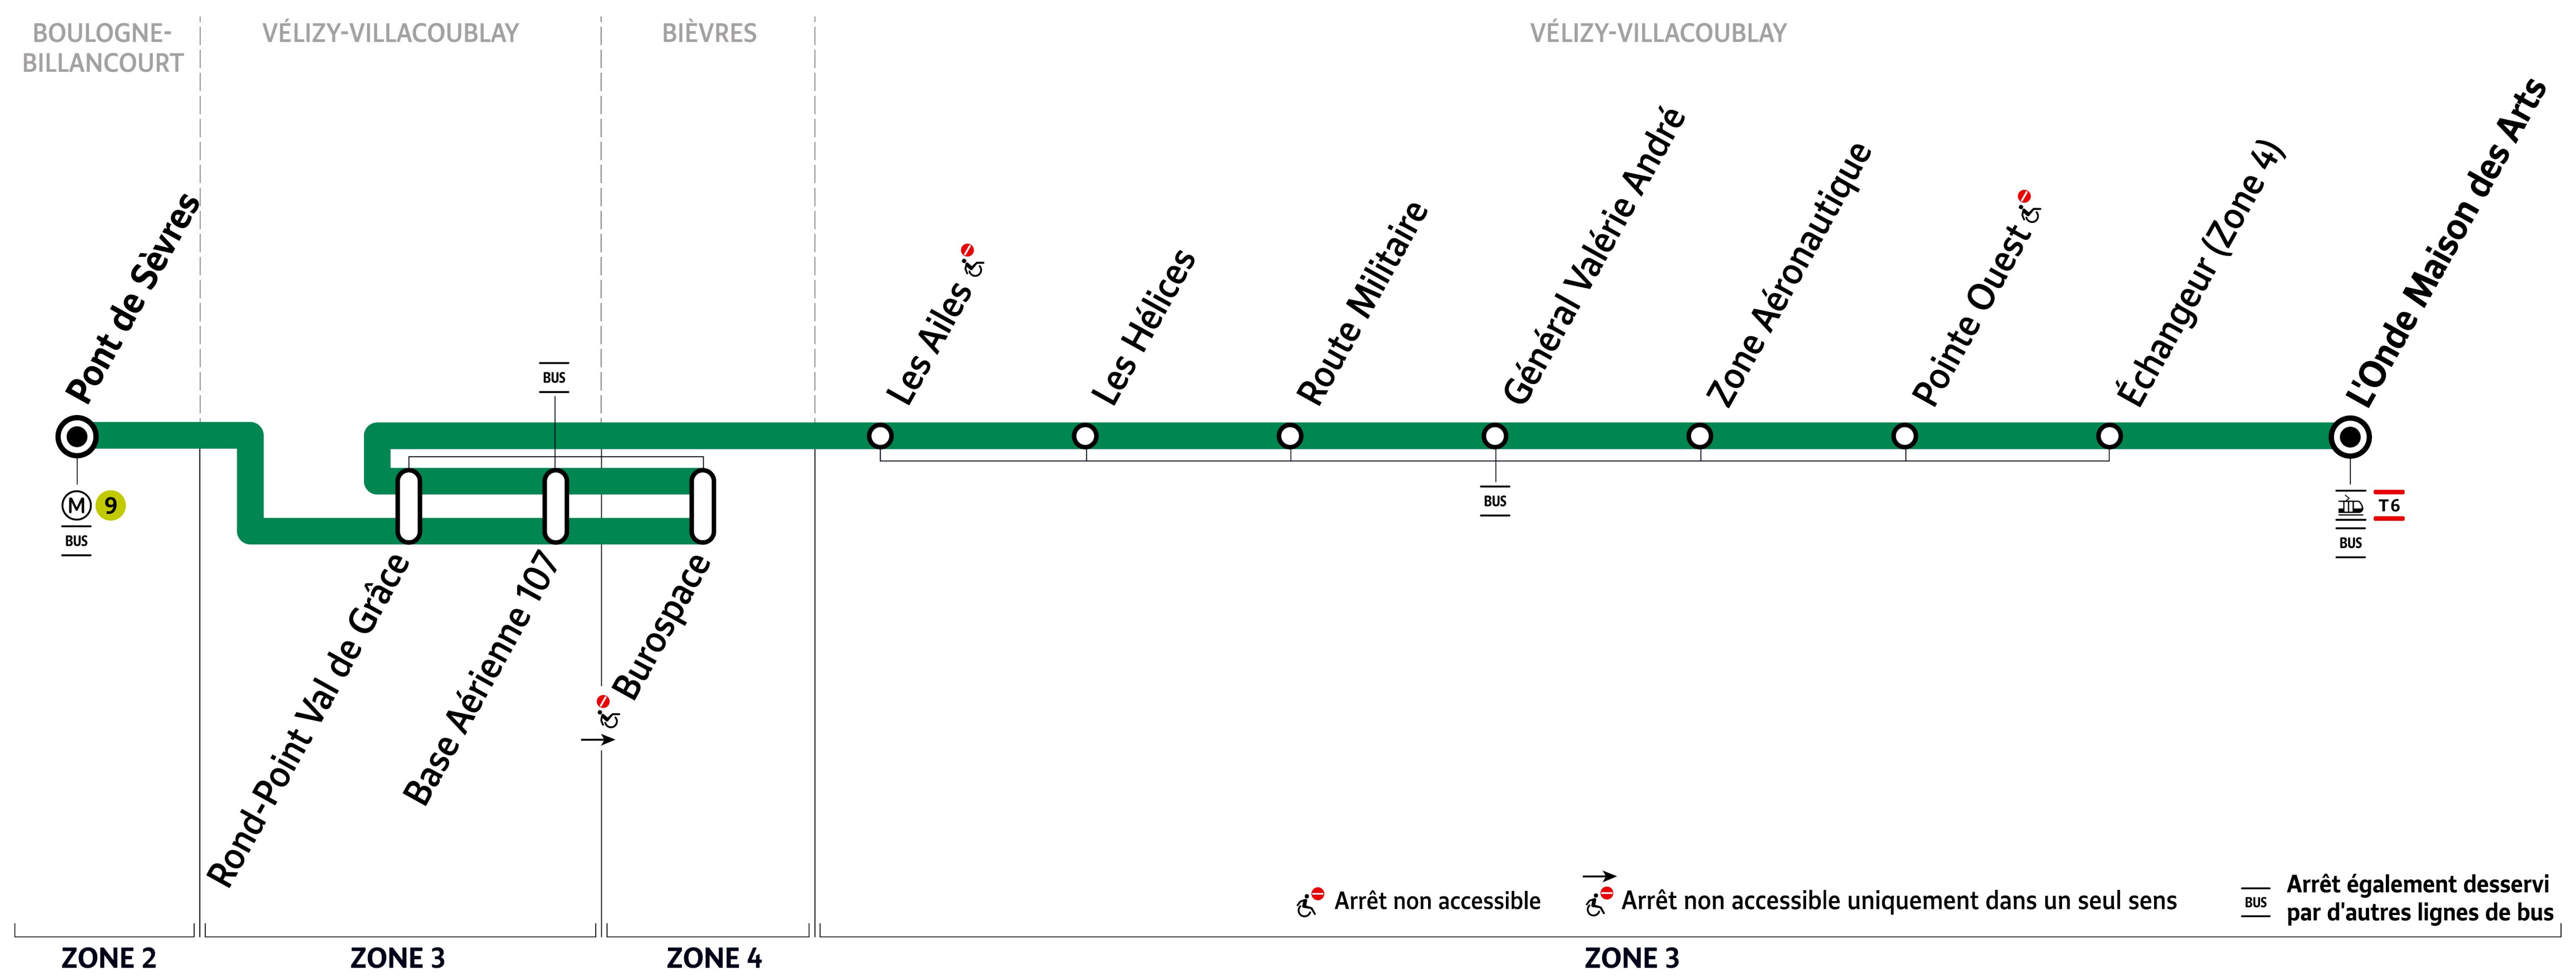 BOULOGNE-
BILLANCOURT
VÉLIZY-VILLACOUBLAY
BIÈVRES
VÉLIZY-VILLACOUBLAY
Pont de Sèvres
Les Ailes
Les Hélices
Route Militaire
Général Valérie André
Zone Aéronautique
Pointe Ouest
Échangeur (Zone 4)
L'Onde Maison des Arts
BUS
M 9
BUS
BUS
T6
BUS
Rond-Point Val de Grâce
Base Aérienne 107
Burospace
Arrêt non accessible
Arrêt non accessible uniquement dans un seul sens
BUS
Arrêt également desservi
par d'autres lignes de bus
ZONE 2
ZONE 3
ZONE 4
ZONE 3